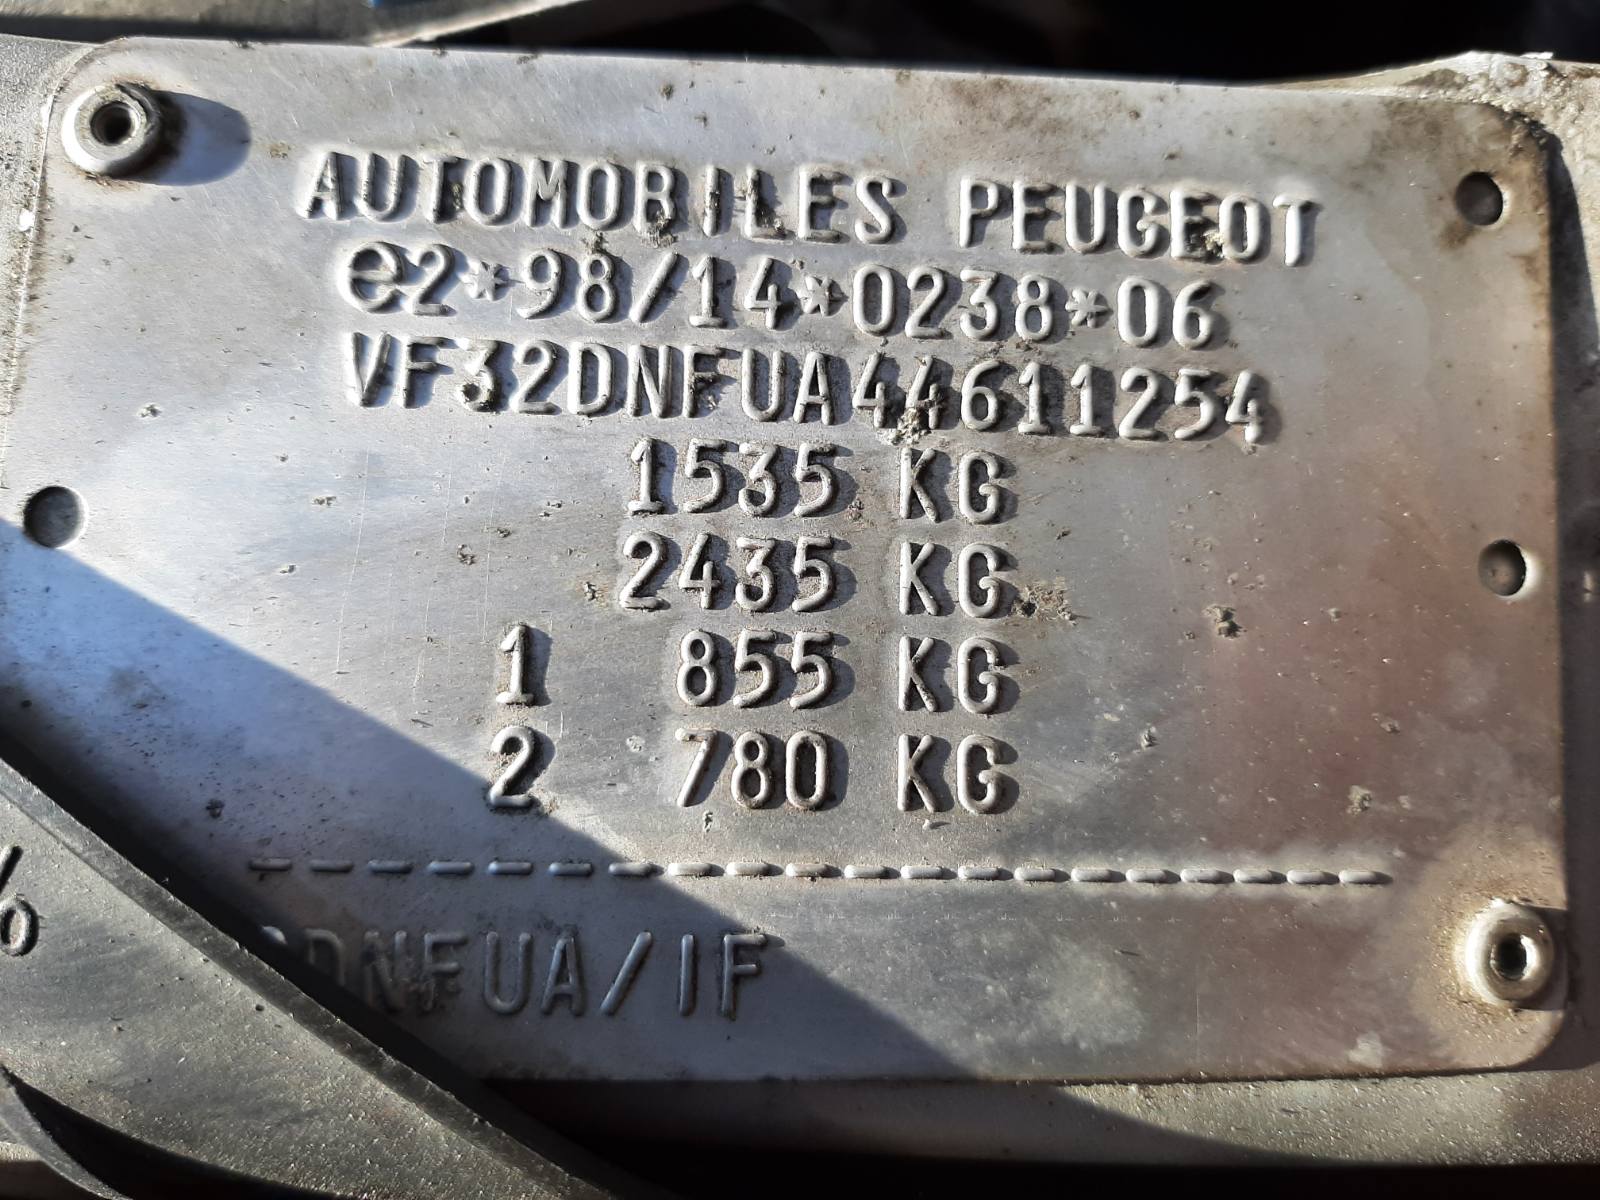 AUTOMOBILES PEUGEOT
e2*98/14*0238*06
VF32DNFUA44611254
1535 KG
2435 KG
1 855 KG
2 780 KG
--------------------
DNFUA/IF
%